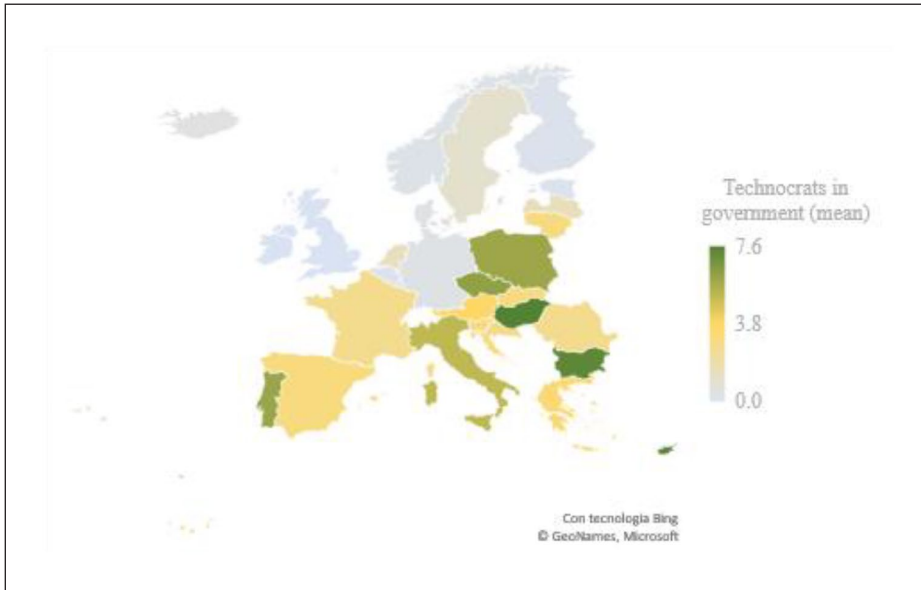 Technocrats in
government (mean)
7.6
3.8
0.0
Con tecnologia Bing
© GeoNames, Microsoft